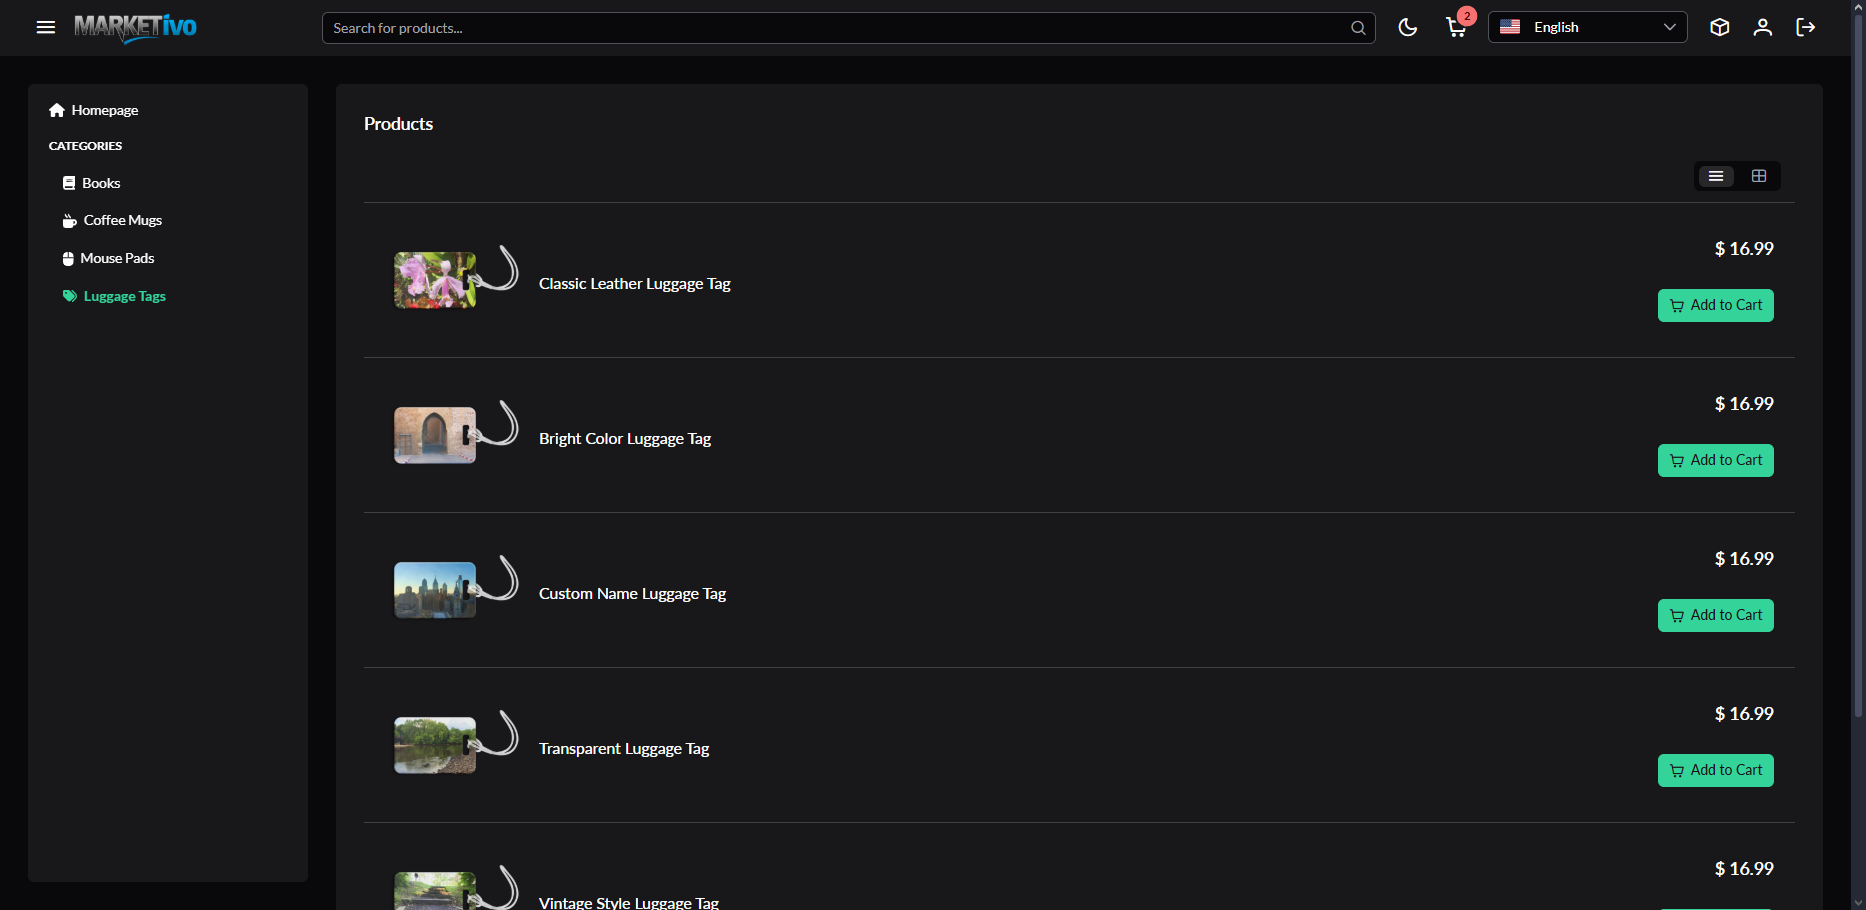 MARKETivo
Search for products...
2
English
Homepage
CATEGORIES
Books
Coffee Mugs
Mouse Pads
Luggage Tags
Products
Classic Leather Luggage Tag
$ 16.99
Add to Cart
Bright Color Luggage Tag
$ 16.99
Add to Cart
Custom Name Luggage Tag
$ 16.99
Add to Cart
Transparent Luggage Tag
$ 16.99
Add to Cart
Vintage Style Luggage Tag
$ 16.99